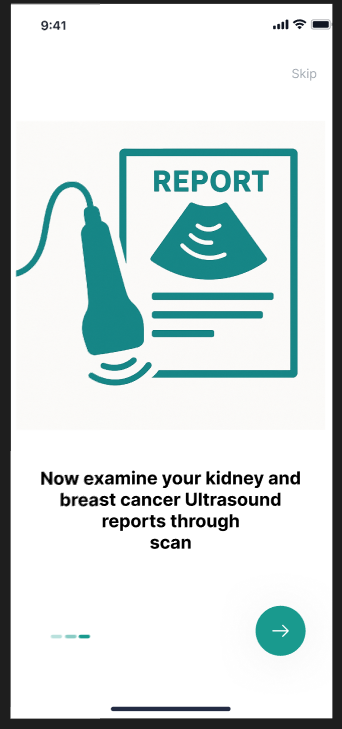 9:41
Skip
REPORT
Now examine your kidney and
breast cancer Ultrasound
reports through
scan